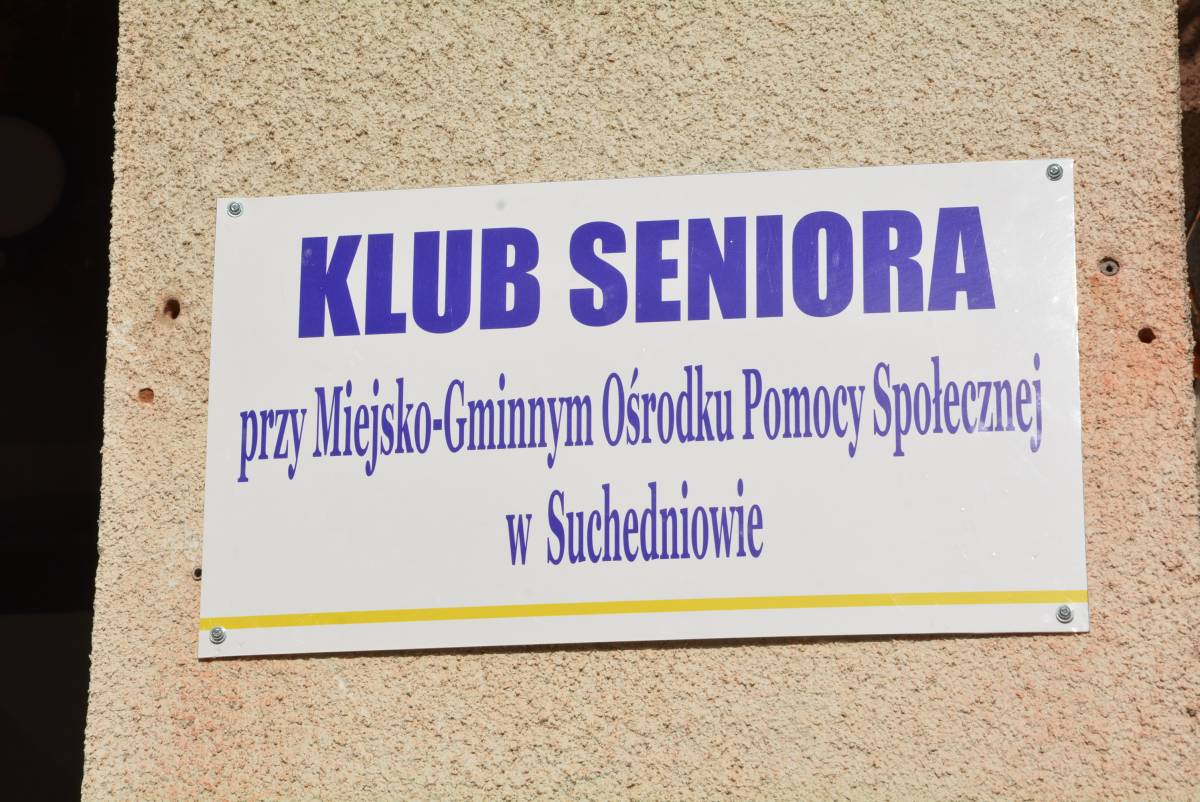 KLUB SENIORA
przy Miejsko-Gminnym Ośrodku Pomocy Społecznej
w Suchedniowie